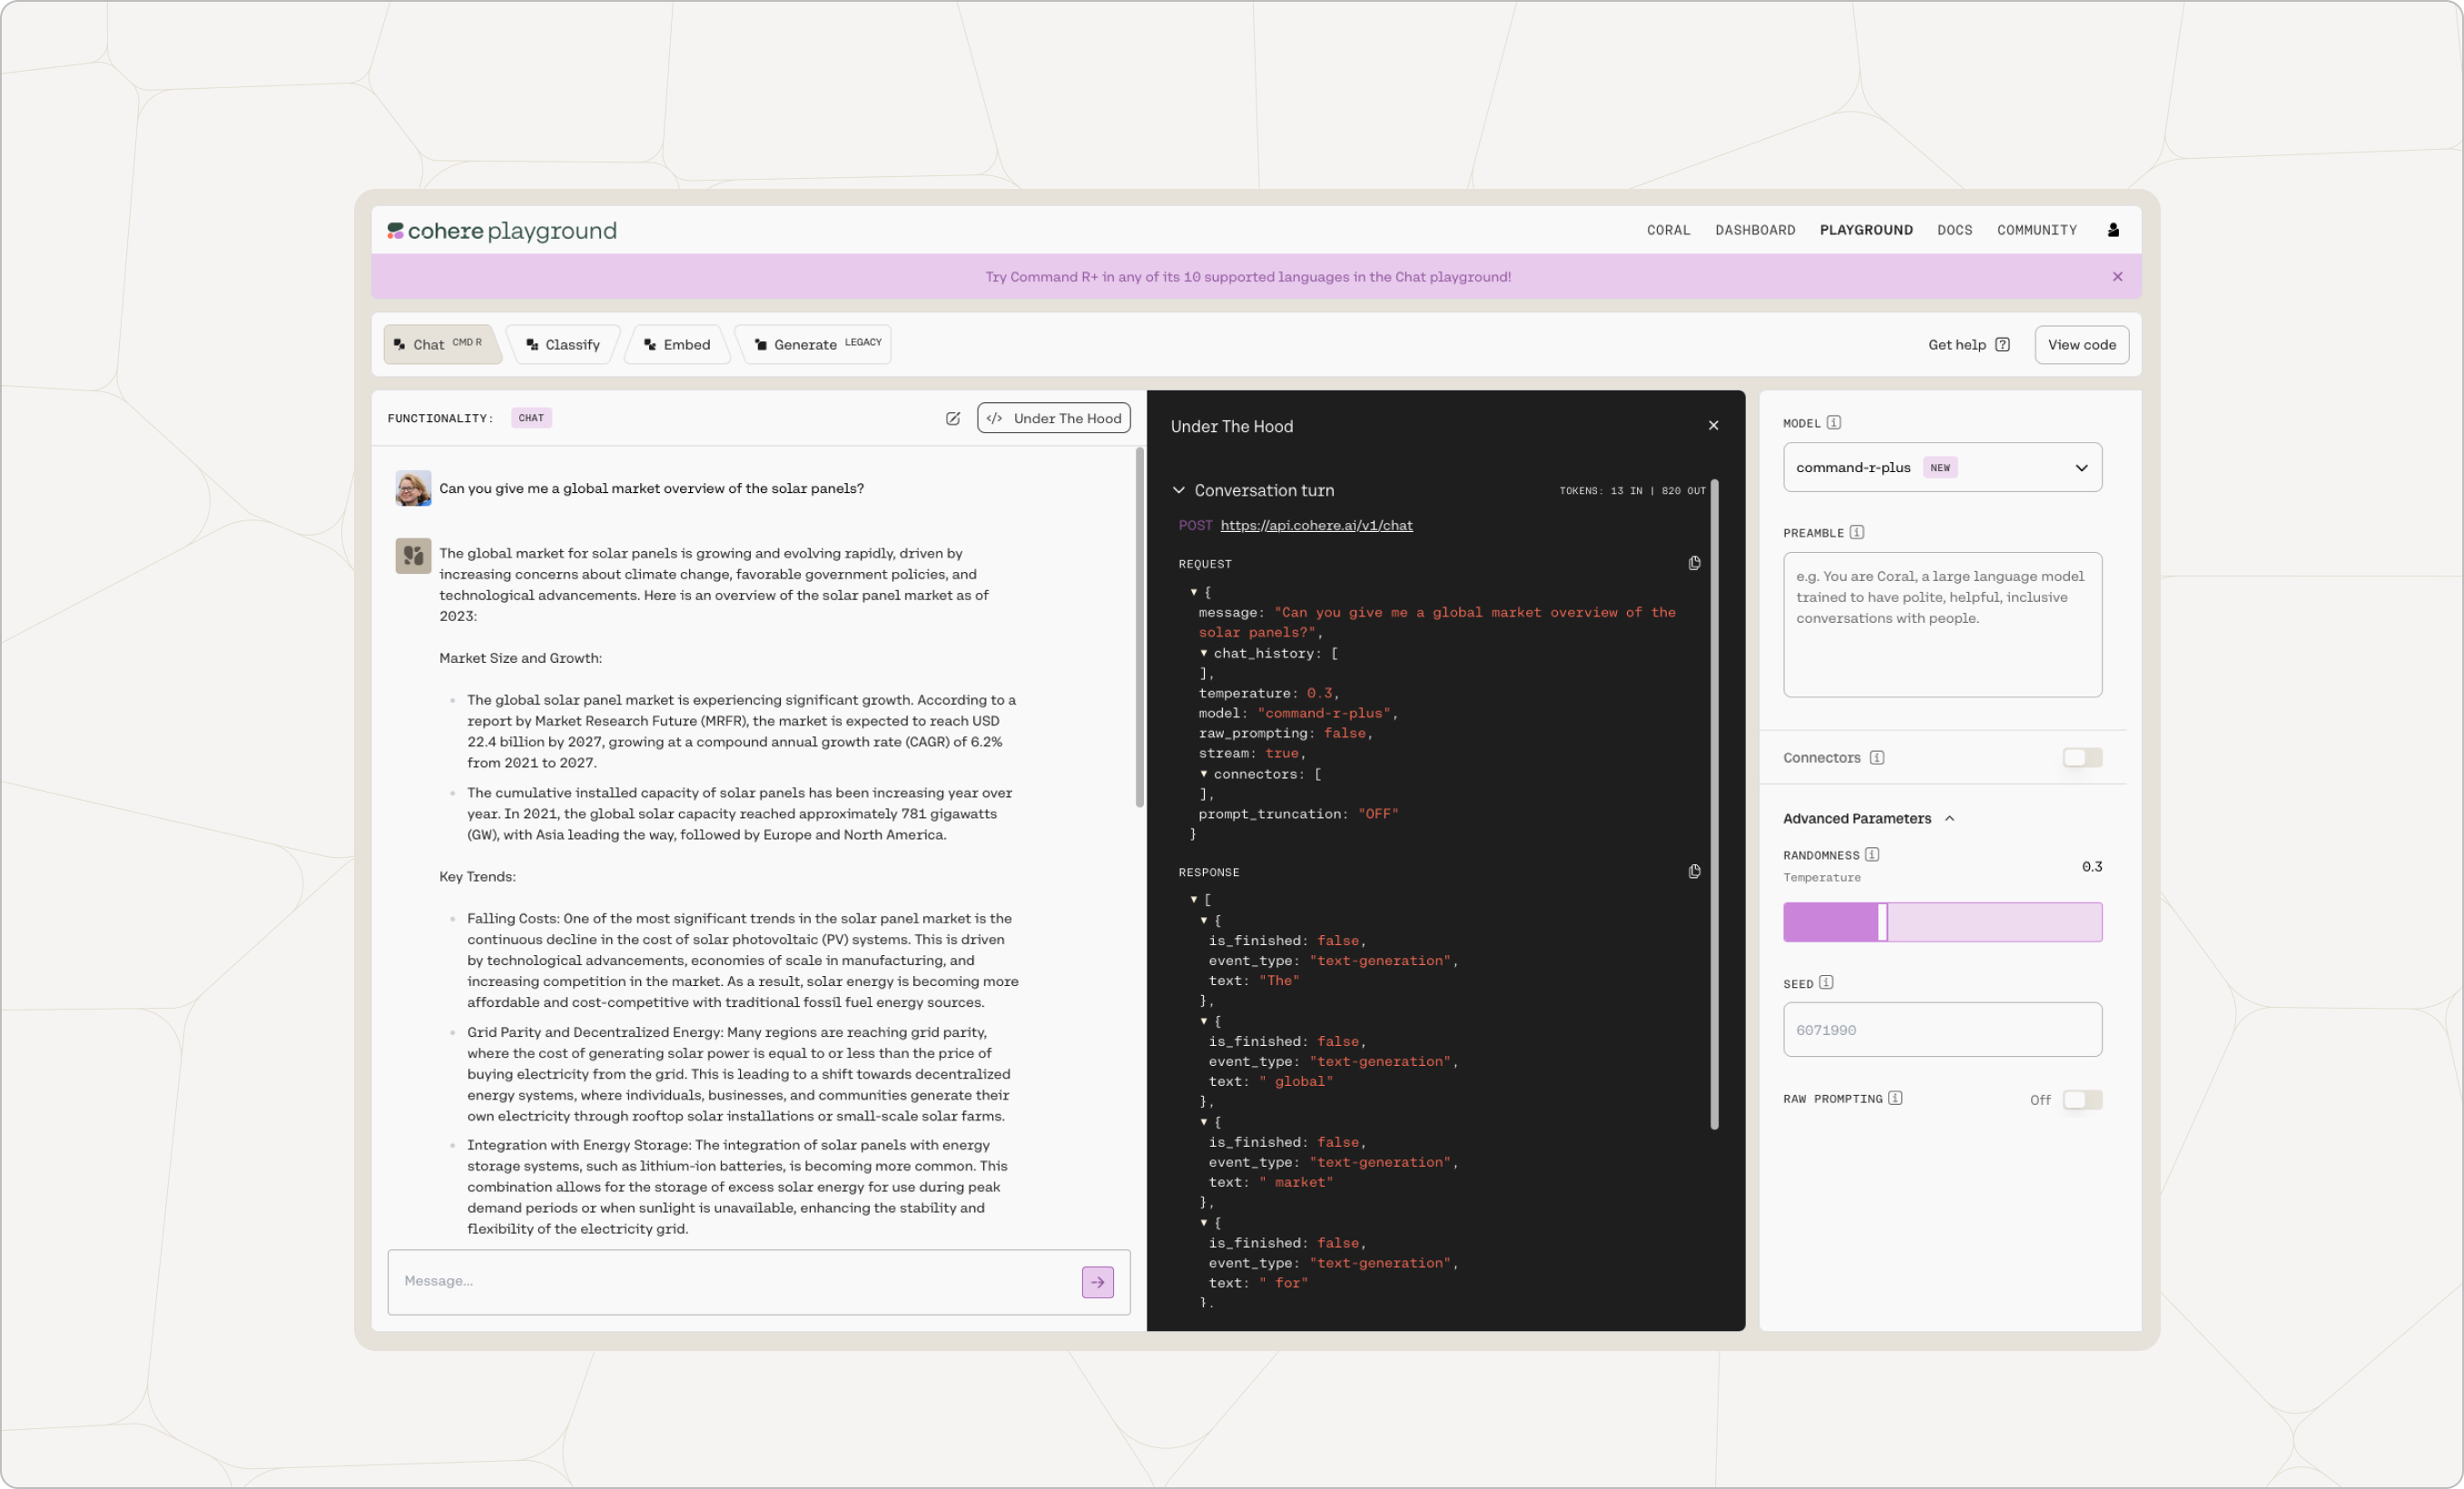 cohere playground
CORAL DASHBOARD PLAYGROUND DOCS COMMUNITY
Try Command R+ in any of its 10 supported languages in the Chat playground!
Chat CMD R
Classify
Embed
Generate LEGACY
Get help
View code
FUNCTIONALITY: CHAT
</> Under The Hood
Can you give me a global market overview of the solar panels?
The global market for solar panels is growing and evolving rapidly, driven by
increasing concerns about climate change, favorable government policies, and
technological advancements. Here is an overview of the solar panel market as of
2023:
Market Size and Growth:
The global solar panel market is experiencing significant growth. According to a
report by Market Research Future (MRFR), the market is expected to reach USD
22.4 billion by 2027, growing at a compound annual growth rate (CAGR) of 6.2%
from 2021 to 2027.
The cumulative installed capacity of solar panels has been increasing year over
year. In 2021, the global solar capacity reached approximately 781 gigawatts
(GW), with Asia leading the way, followed by Europe and North America.
Key Trends:
Falling Costs: One of the most significant trends in the solar panel market is the
continuous decline in the cost of solar photovoltaic (PV) systems. This is driven
by technological advancements, economies of scale in manufacturing, and
increasing competition in the market. As a result, solar energy is becoming more
affordable and cost-competitive with traditional fossil fuel energy sources.
Grid Parity and Decentralized Energy: Many regions are reaching grid parity,
where the cost of generating solar power is equal to or less than the price of
buying electricity from the grid. This is leading to a shift towards decentralized
energy systems, where individuals, businesses, and communities generate their
own electricity through rooftop solar installations or small-scale solar farms.
Integration with Energy Storage: The integration of solar panels with energy
storage systems, such as lithium-ion batteries, is becoming more common. This
combination allows for the storage of excess solar energy for use during peak
demand periods or when sunlight is unavailable, enhancing the stability and
flexibility of the electricity grid.
Message...
Under The Hood
Conversation turn
TOKENS: 13 IN | 820 OUT
POST https://api.cohere.ai/v1/chat
REQUEST
{
message: "Can you give me a global market overview of the
solar panels?",
chat_history: [
],
temperature: 0.3,
model: "command-r-plus",
raw_prompting: false,
stream: true,
connectors: [
],
prompt_truncation: "OFF"
}
RESPONSE
[
{
is_finished: false,
event_type: "text-generation",
text: "The"
},
{
is_finished: false,
event_type: "text-generation",
text: " global"
},
{
is_finished: false,
event_type: "text-generation",
text: " market"
},
{
is_finished: false,
event_type: "text-generation",
text: " for"
},
MODEL
command-r-plus NEW
PREAMBLE
e.g. You are Coral, a large language model
trained to have polite, helpful, inclusive
conversations with people.
Connectors
Advanced Parameters
RANDOMNESS
Temperature
0.3
SEED
6071990
RAW PROMPTING
Off